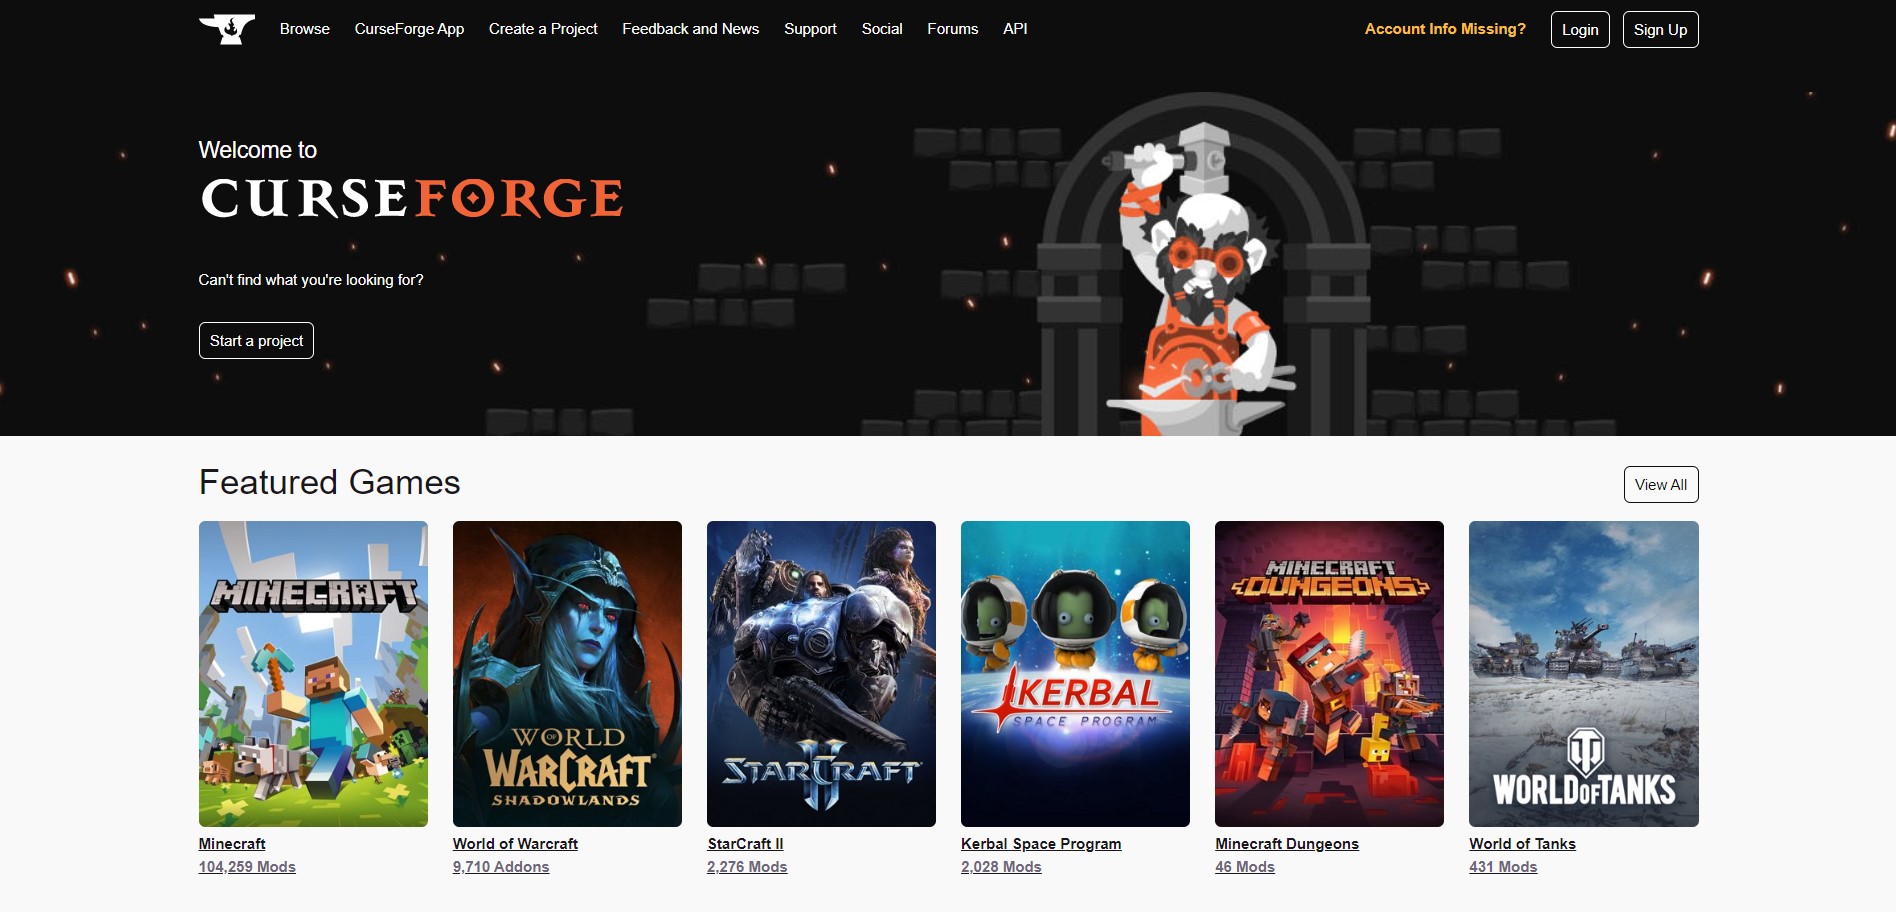 Browse CurseForge App Create a Project Feedback and News Support Social Forums API Account Info Missing? Login Sign Up
Welcome to
CURSEFORGE
Can't find what you're looking for?
Start a project
Featured Games
View All
MINECRAFT
WORLD OF WARCRAFT
SHADOWLANDS
STARCRAFT II
KERBAL
SPACE PROGRAM
MINECRAFT
DUNGEONS
WORLD OF TANKS
Minecraft
104,259 Mods
World of Warcraft
9,710 Addons
StarCraft II
2,276 Mods
Kerbal Space Program
2,028 Mods
Minecraft Dungeons
46 Mods
World of Tanks
431 Mods